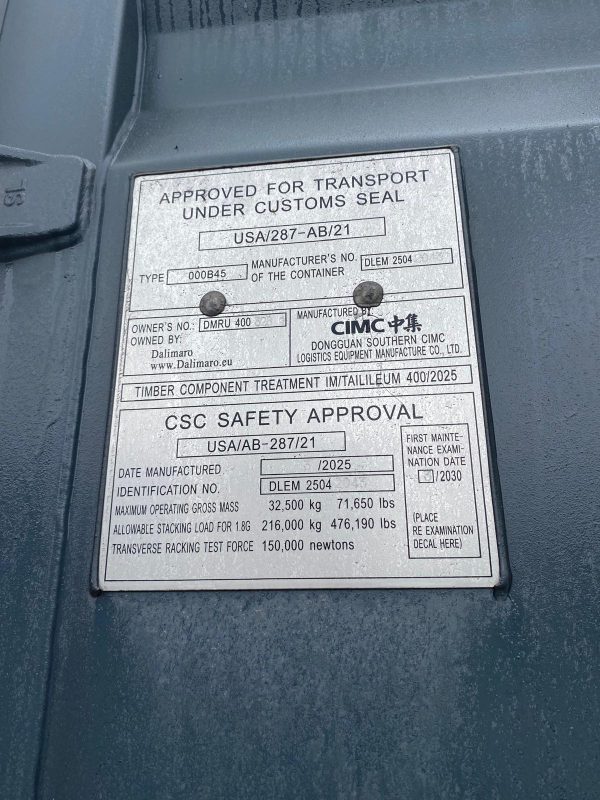 APPROVED FOR TRANSPORT
UNDER CUSTOMS SEAL
USA/287-AB/21
TYPE 000B45
MANUFACTURER'S NO. OF THE CONTAINER DLEM 2504
OWNER'S NO.: DMRU 400
OWNED BY:
Dalimaro
www.Dalimaro.eu
MANUFACTURED BY
CIMC中集
DONGGUAN SOUTHERN CIMC
LOGISTICS EQUIPMENT MANUFACTURE CO., LTD.
TIMBER COMPONENT TREATMENT IM/TAILILEUM 400/2025
CSC SAFETY APPROVAL
USA/AB-287/21
DATE MANUFACTURED /2025
IDENTIFICATION NO. DLEM 2504
MAXIMUM OPERATING GROSS MASS 32,500 kg 71,650 lbs
ALLOWABLE STACKING LOAD FOR 1.8G 216,000 kg 476,190 lbs
TRANSVERSE RACKING TEST FORCE 150,000 newtons
FIRST MAINTE-
NANCE EXAMI-
NATION DATE
/2030
(PLACE
RE EXAMINATION
DECAL HERE)